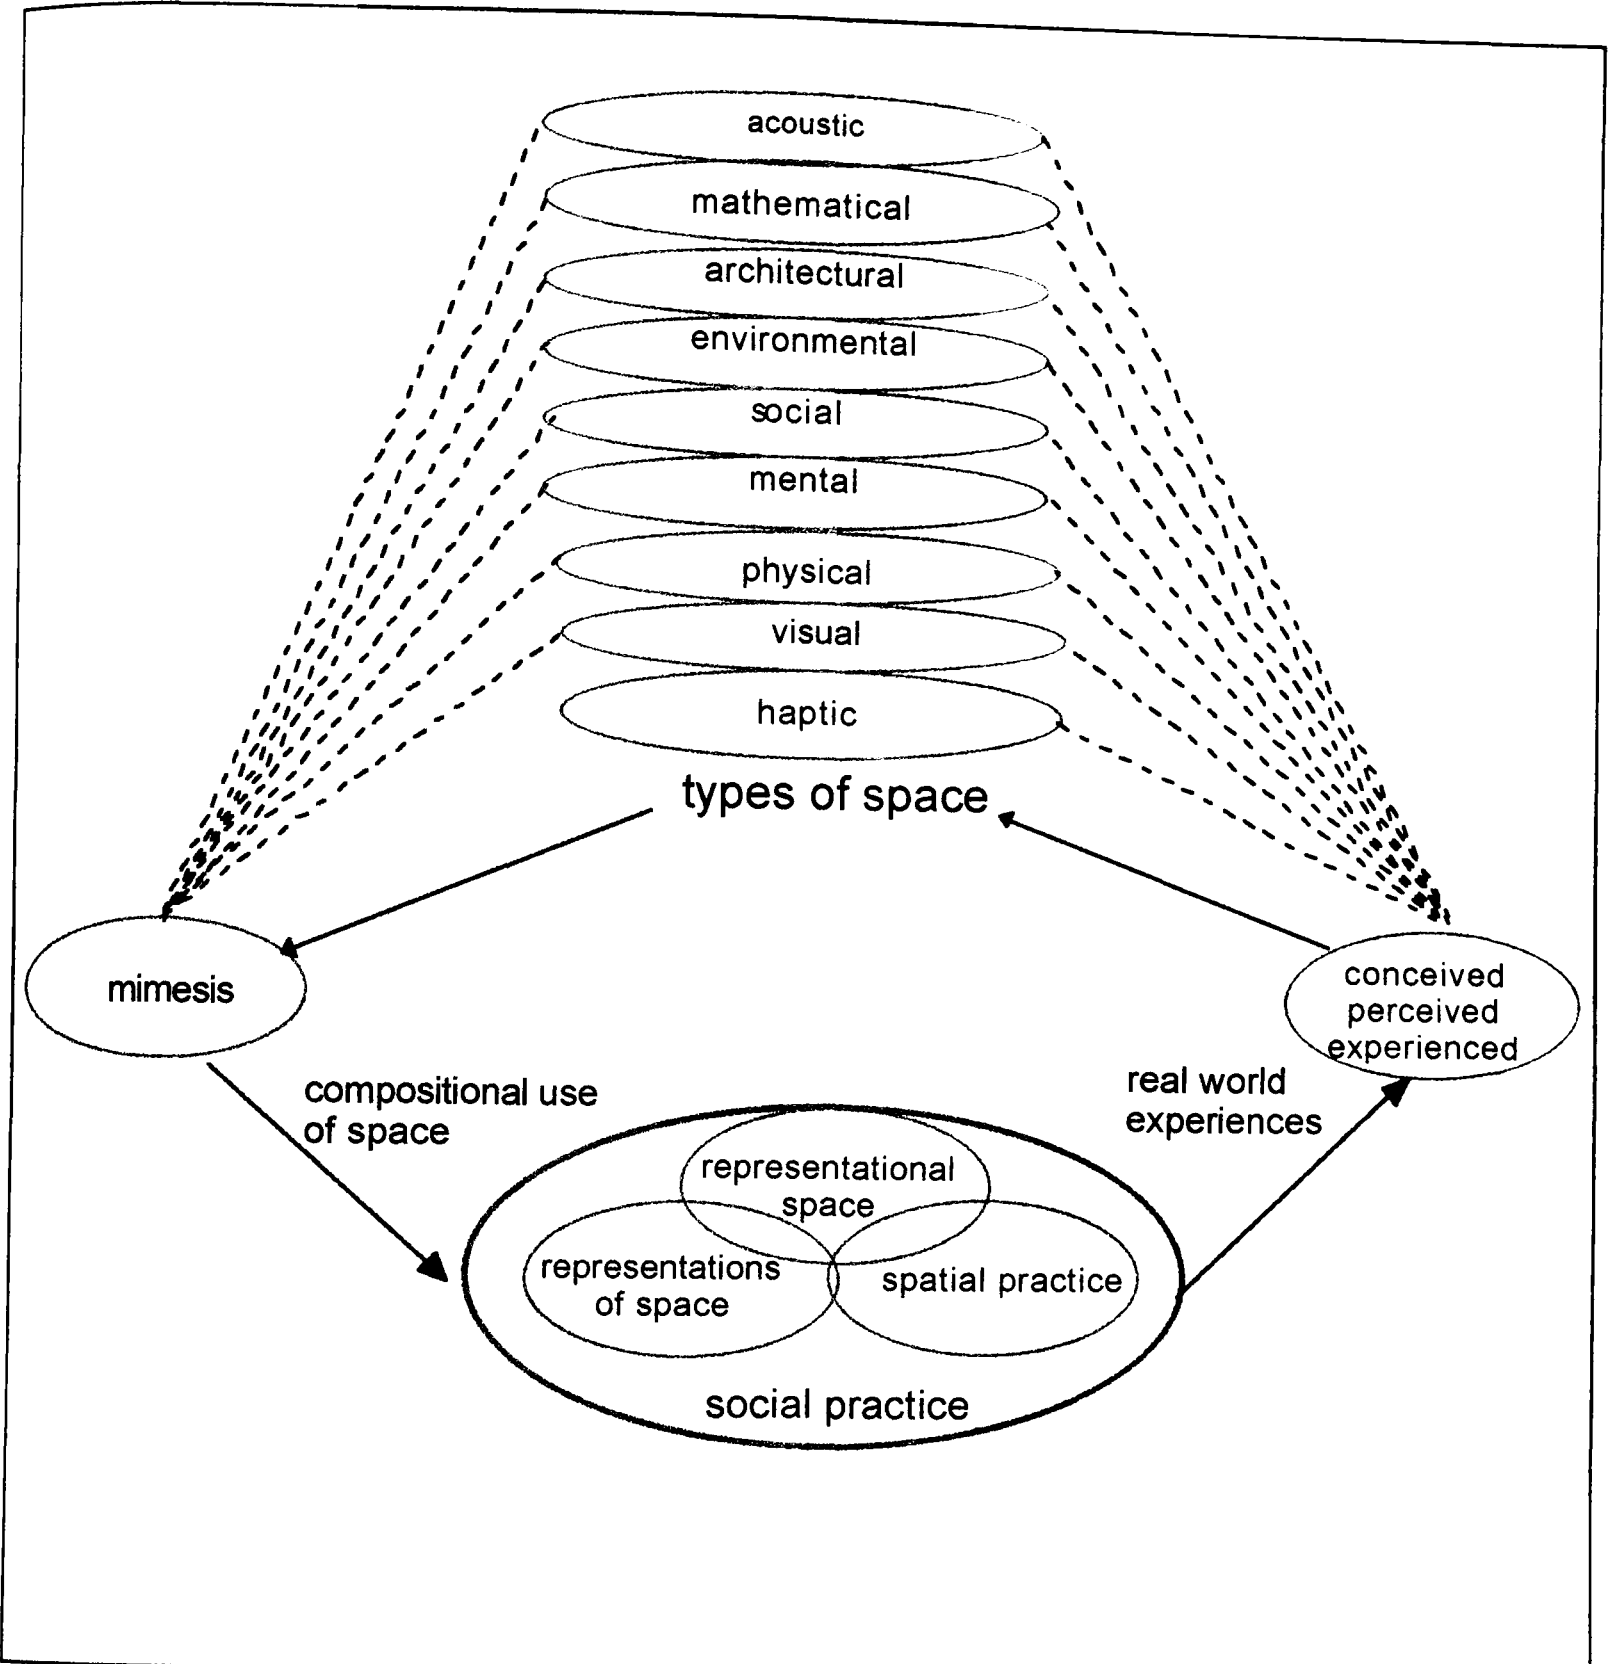 acoustic
mathematical
architectural
environmental
social
mental
physical
visual
haptic
types of space
mimesis
conceived
perceived
experienced
compositional use
of space
real world
experiences
representational
space
representations
of space
spatial practice
social practice